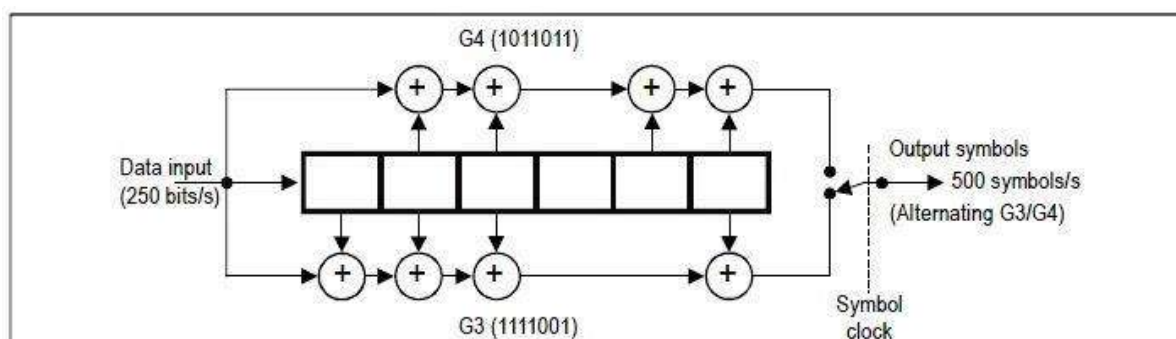 G4 (1011011)
+ + + +
Data input
(250 bits/s)
Output symbols
500 symbols/s
(Alternating G3/G4)
+ + + +
G3 (1111001)
Symbol
clock